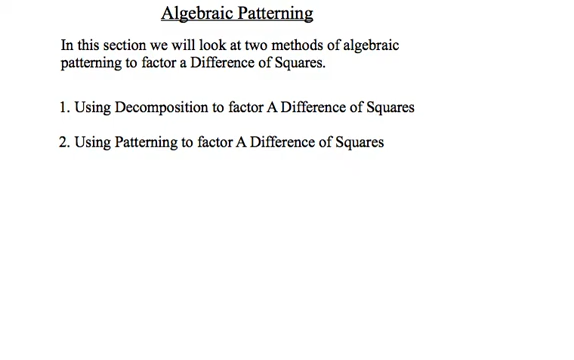 Algebraic Patterning
In this section we will look at two methods of algebraic
patterning to factor a Difference of Squares.
1. Using Decomposition to factor A Difference of Squares
2. Using Patterning to factor A Difference of Squares